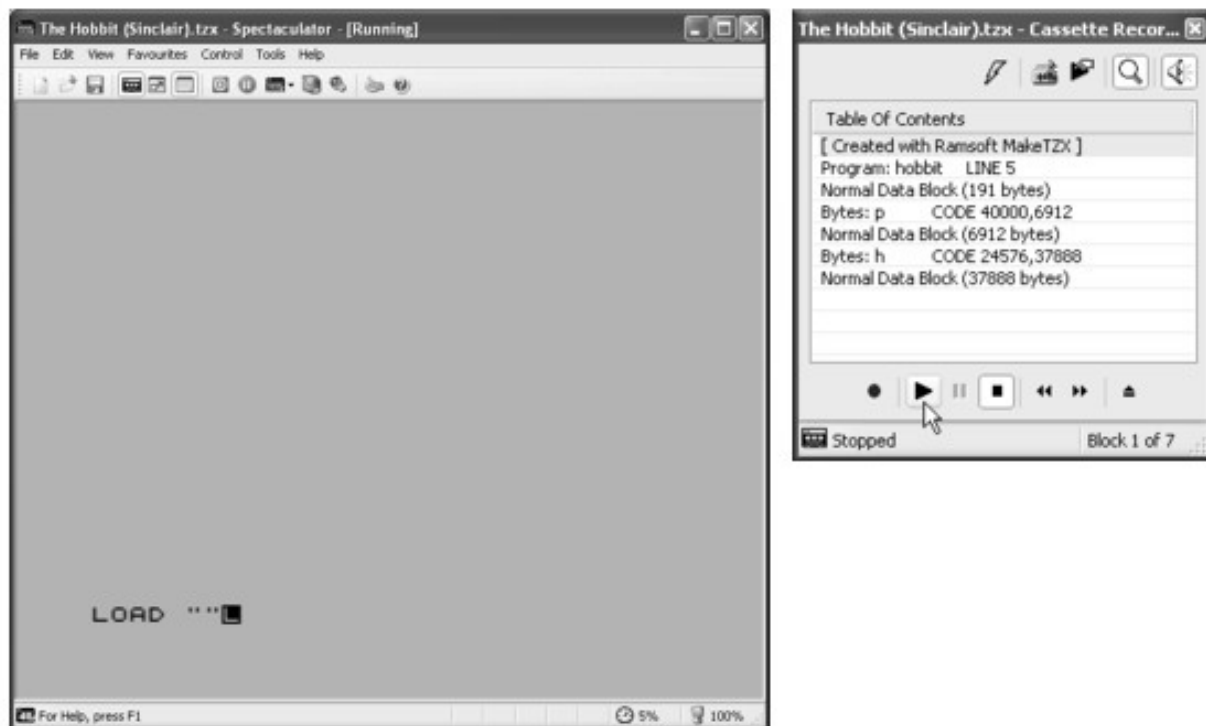 The Hobbit (Sinclair).tzx - Spectaculator - [Running]
File Edit View Favourites Control Tools Help
LOAD ""L
For Help, press F1
5%
100%
The Hobbit (Sinclair).tzx - Cassette Recor...
Table Of Contents
[ Created with Ramsoft MakeTZX ]
Program: hobbit LINE 5
Normal Data Block (191 bytes)
Bytes: p CODE 40000,6912
Normal Data Block (6912 bytes)
Bytes: h CODE 24576,37888
Normal Data Block (37888 bytes)
Stopped
Block 1 of 7